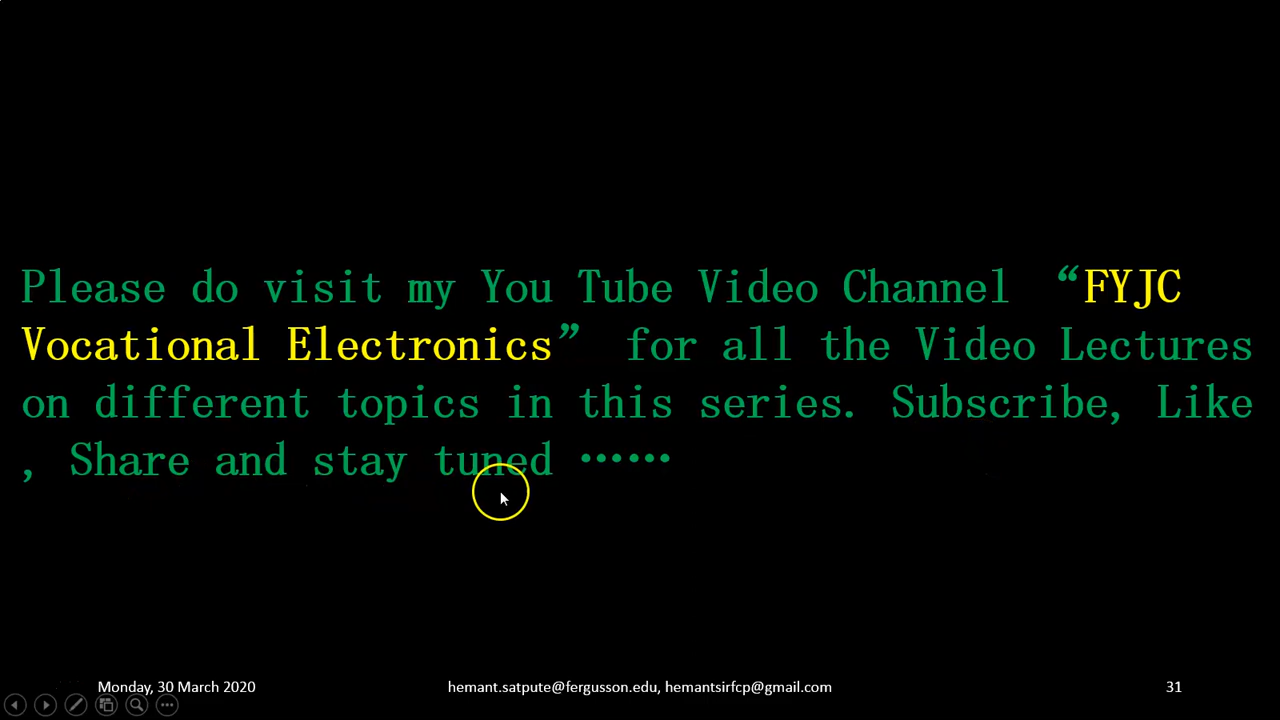 Please do visit my You Tube Video Channel “FYJC
Vocational Electronics” for all the Video Lectures
on different topics in this series. Subscribe, Like
, Share and stay tuned ……
Monday, 30 March 2020
hemant.satpute@fergusson.edu, hemantsirfcp@gmail.com
31